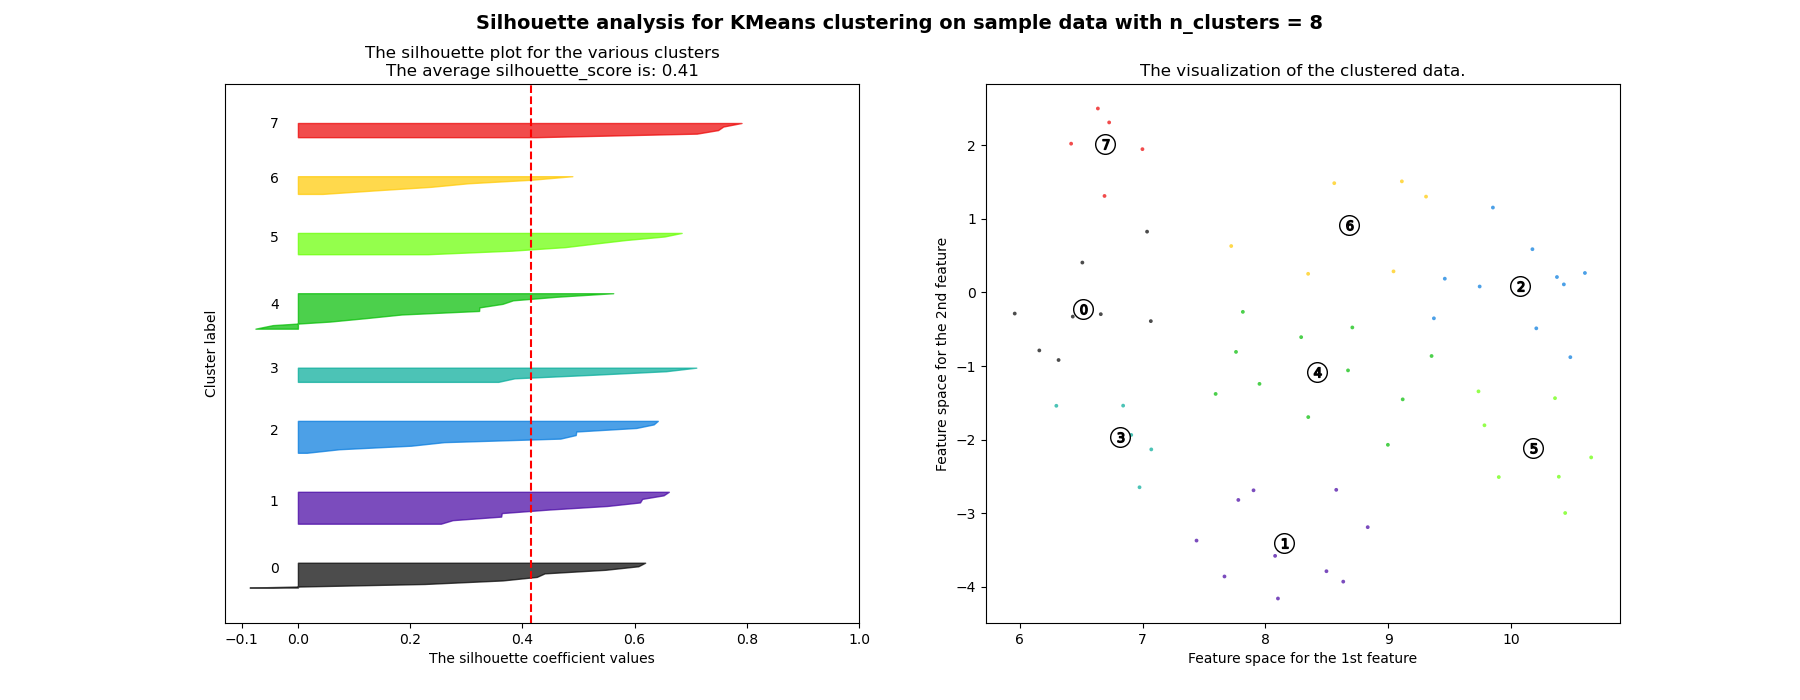 Silhouette analysis for KMeans clustering on sample data with n_clusters = 8
The silhouette plot for the various clusters
The average silhouette_score is: 0.41
7
6
5
4
3
2
1
0
Cluster label
−0.1 0.0 0.2 0.4 0.6 0.8 1.0
The silhouette coefficient values
The visualization of the clustered data.
2
1
0
−1
−2
−3
−4
Feature space for the 2nd feature
7
6
2
0
4
3
5
1
6 7 8 9 10
Feature space for the 1st feature